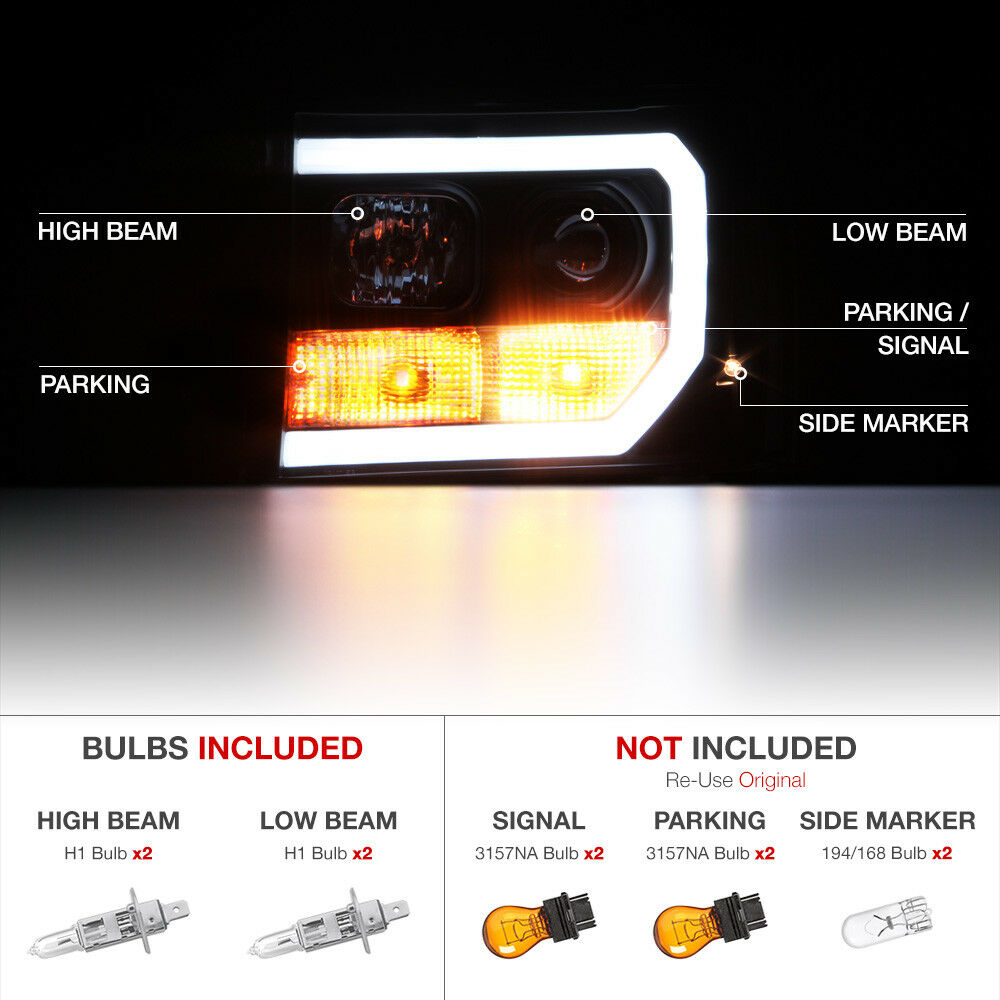 HIGH BEAM
LOW BEAM
PARKING /
SIGNAL
PARKING
SIDE MARKER
BULBS INCLUDED
HIGH BEAM
H1 Bulb x2
LOW BEAM
H1 Bulb x2
NOT INCLUDED
Re-Use Original
SIGNAL
3157NA Bulb x2
PARKING
3157NA Bulb x2
SIDE MARKER
194/168 Bulb x2